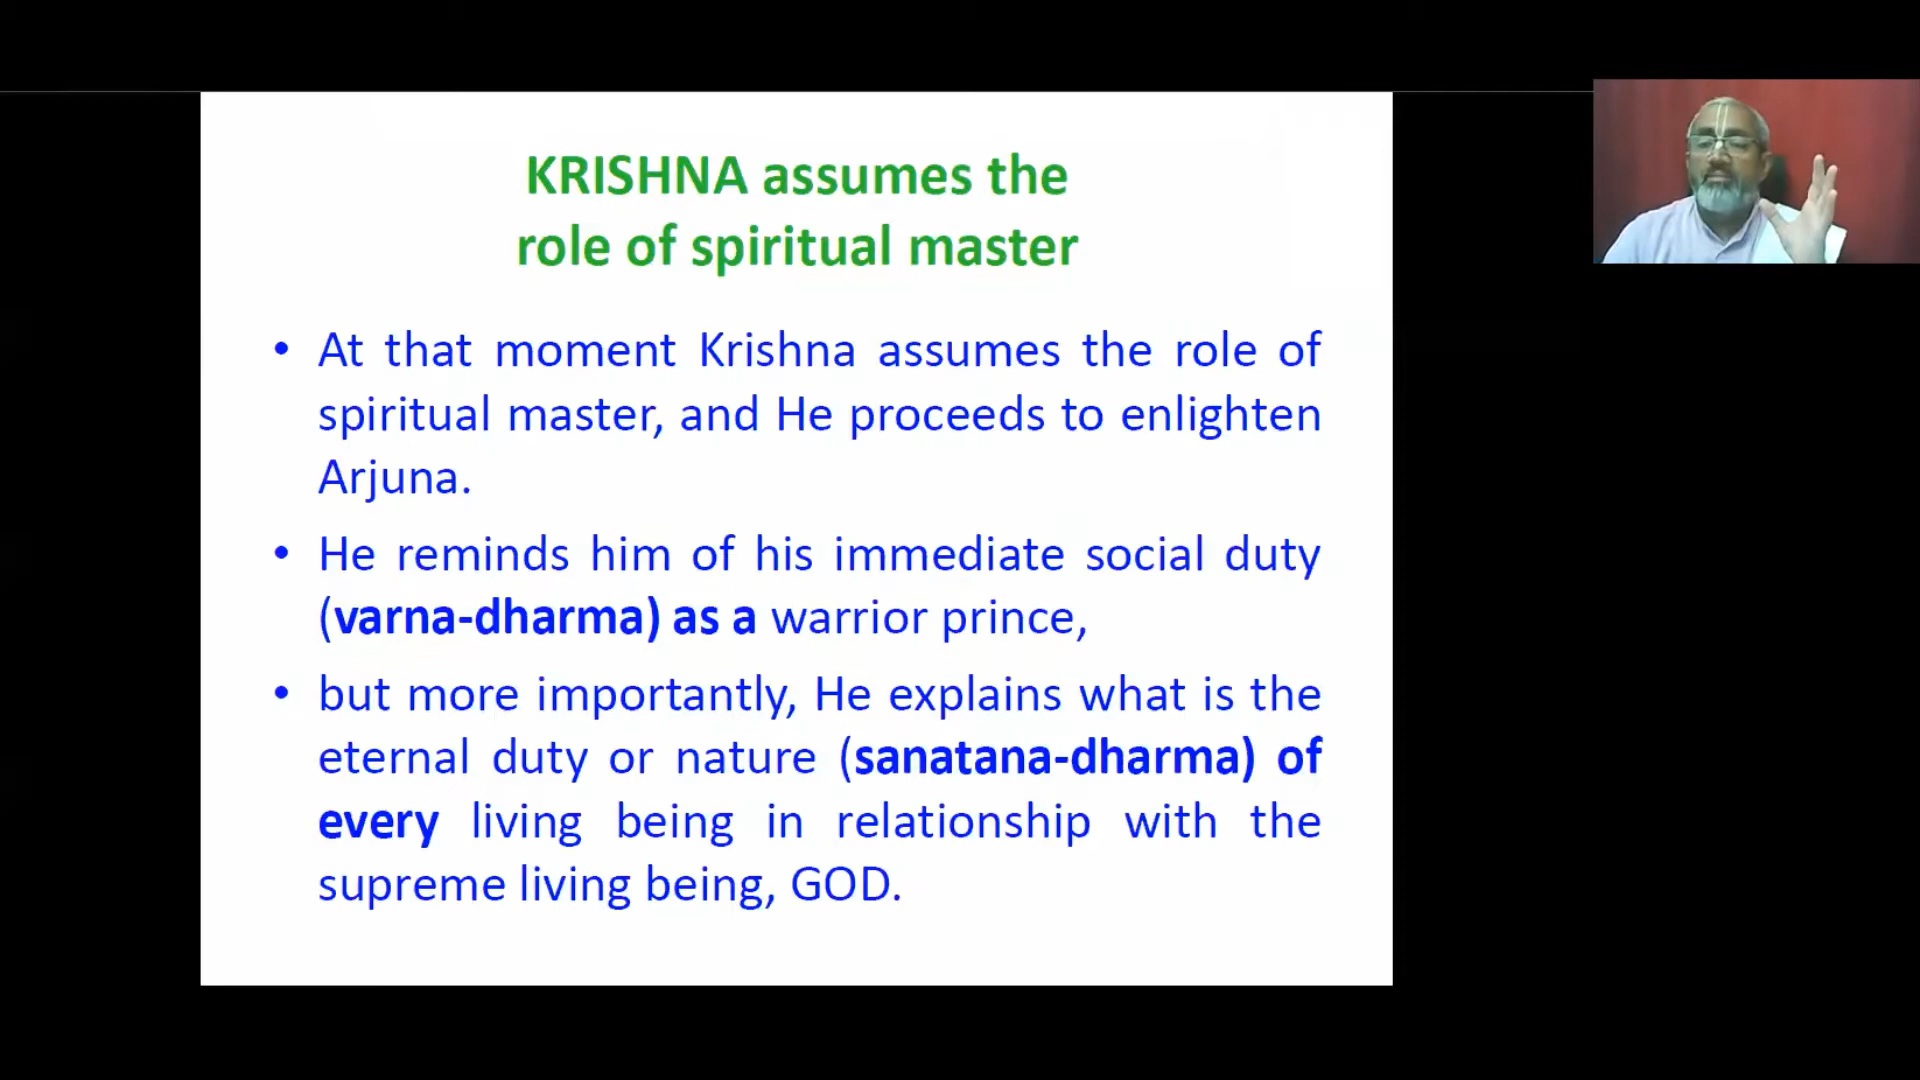 KRISHNA assumes the
role of spiritual master
• At that moment Krishna assumes the role of
spiritual master, and He proceeds to enlighten
Arjuna.
• He reminds him of his immediate social duty
(varna-dharma) as a warrior prince,
• but more importantly, He explains what is the
eternal duty or nature (sanatana-dharma) of
every living being in relationship with the
supreme living being, GOD.